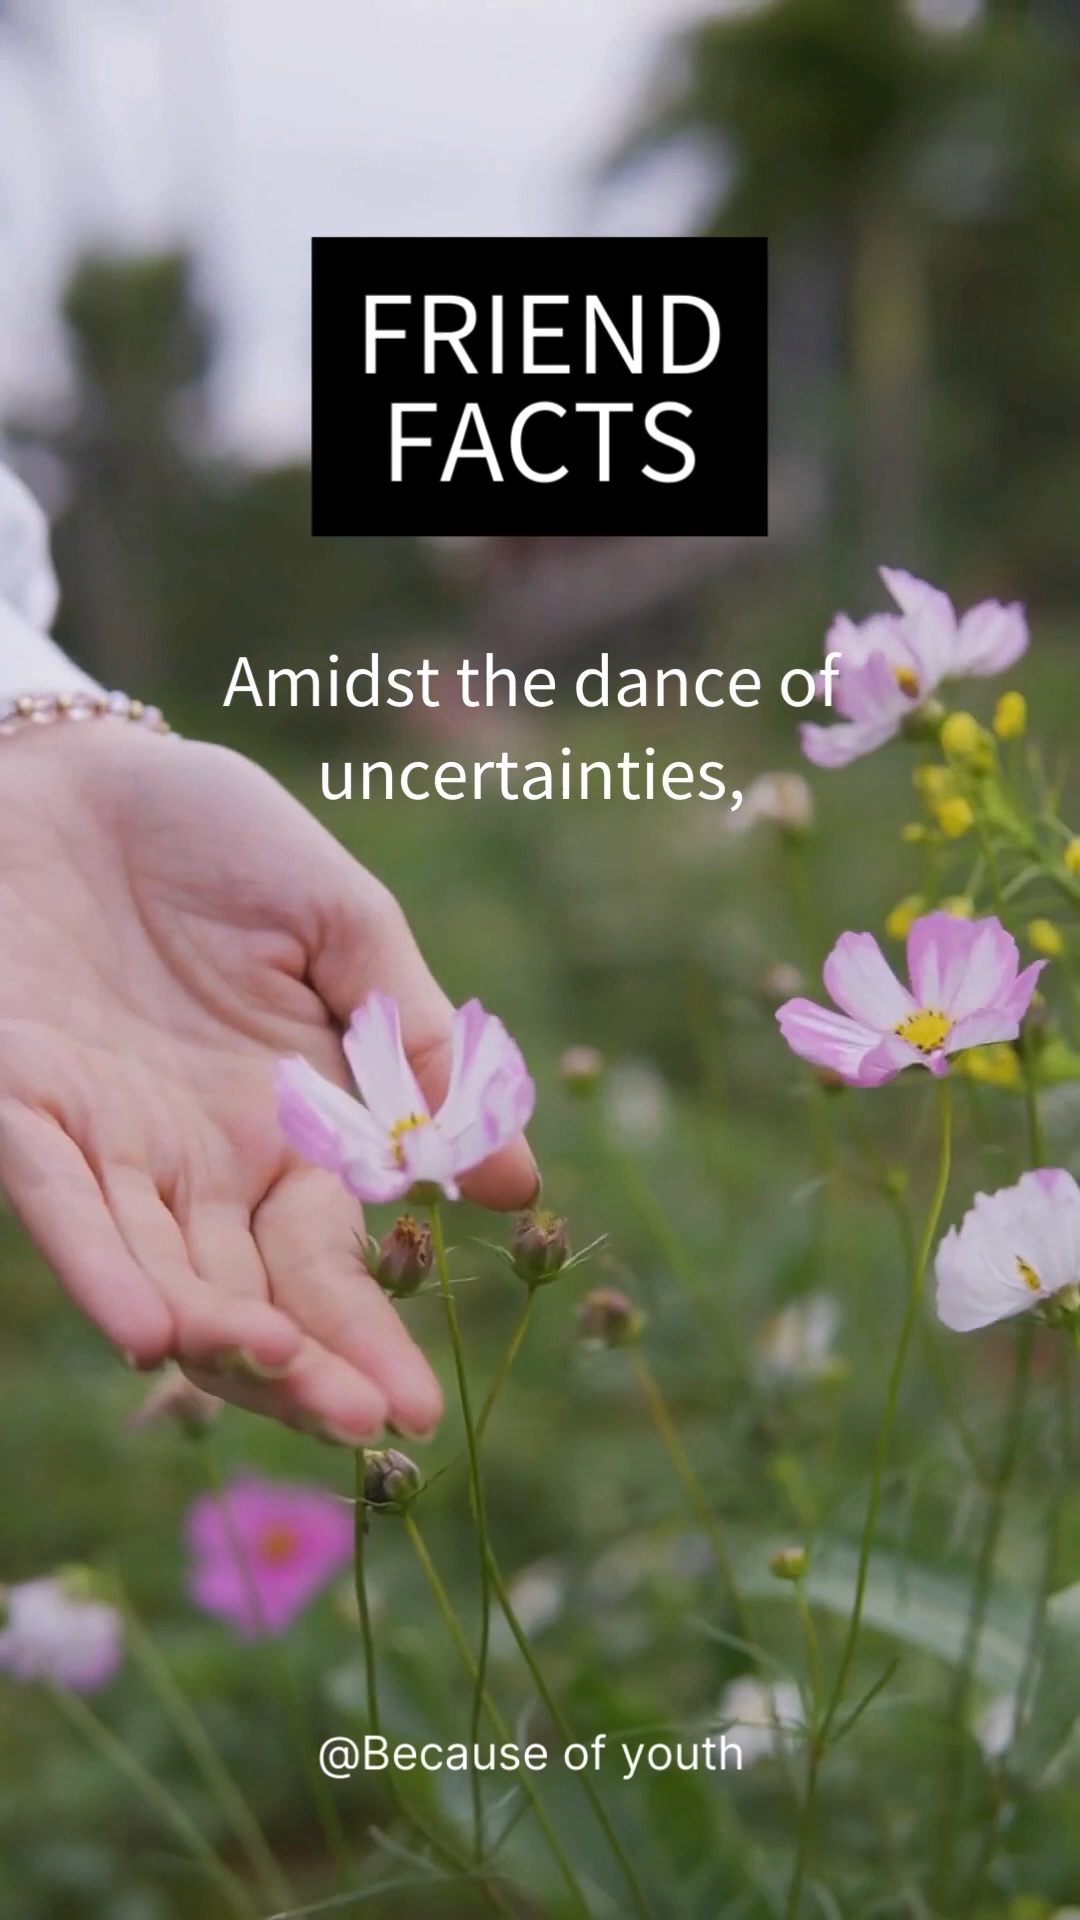 FRIEND
FACTS
Amidst the dance of
uncertainties,
@Because of youth